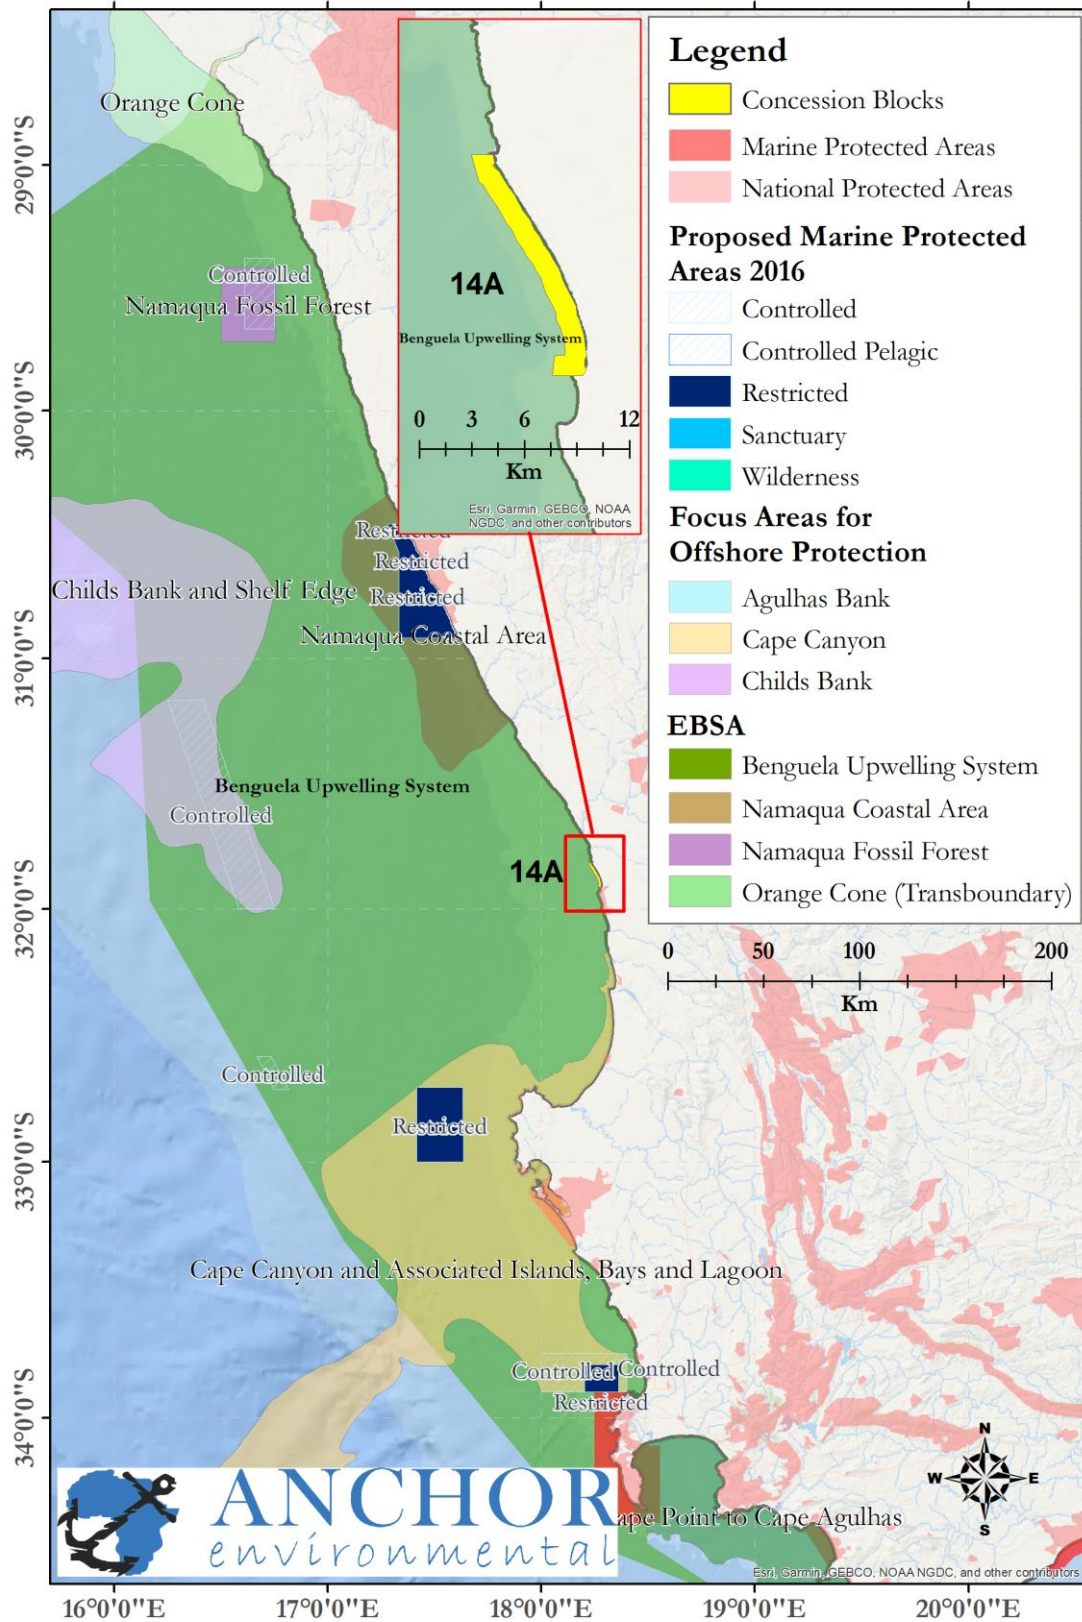 Legend
Concession Blocks
Marine Protected Areas
National Protected Areas
Proposed Marine Protected
Areas 2016
Controlled
Controlled Pelagic
Restricted
Sanctuary
Wilderness
Focus Areas for
Offshore Protection
Agulhas Bank
Cape Canyon
Childs Bank
EBSA
Benguela Upwelling System
Namaqua Coastal Area
Namaqua Fossil Forest
Orange Cone (Transboundary)
0 50 100 200
Km
14A
Benguela Upwelling System
0 3 6 12
Km
Esri, Garmin, GEBCO, NOAA
NGDC, and other contributors
Orange Cone
Controlled
Namaqua Fossil Forest
Restricted
Restricted
Childs Bank and Shelf Edge
Restricted
Namaqua Coastal Area
Benguela Upwelling System
Controlled
14A
Controlled
Restricted
Cape Canyon and Associated Islands, Bays and Lagoon
Controlled
Controlled
Restricted
ape Point to Cape Agulhas
N
W E
S
ANCHOR
environmental
Esri, Garmin, GEBCO, NOAA NGDC, and other contributors
29°0'0"S
30°0'0"S
31°0'0"S
32°0'0"S
33°0'0"S
34°0'0"S
16°0'0"E 17°0'0"E 18°0'0"E 19°0'0"E 20°0'0"E